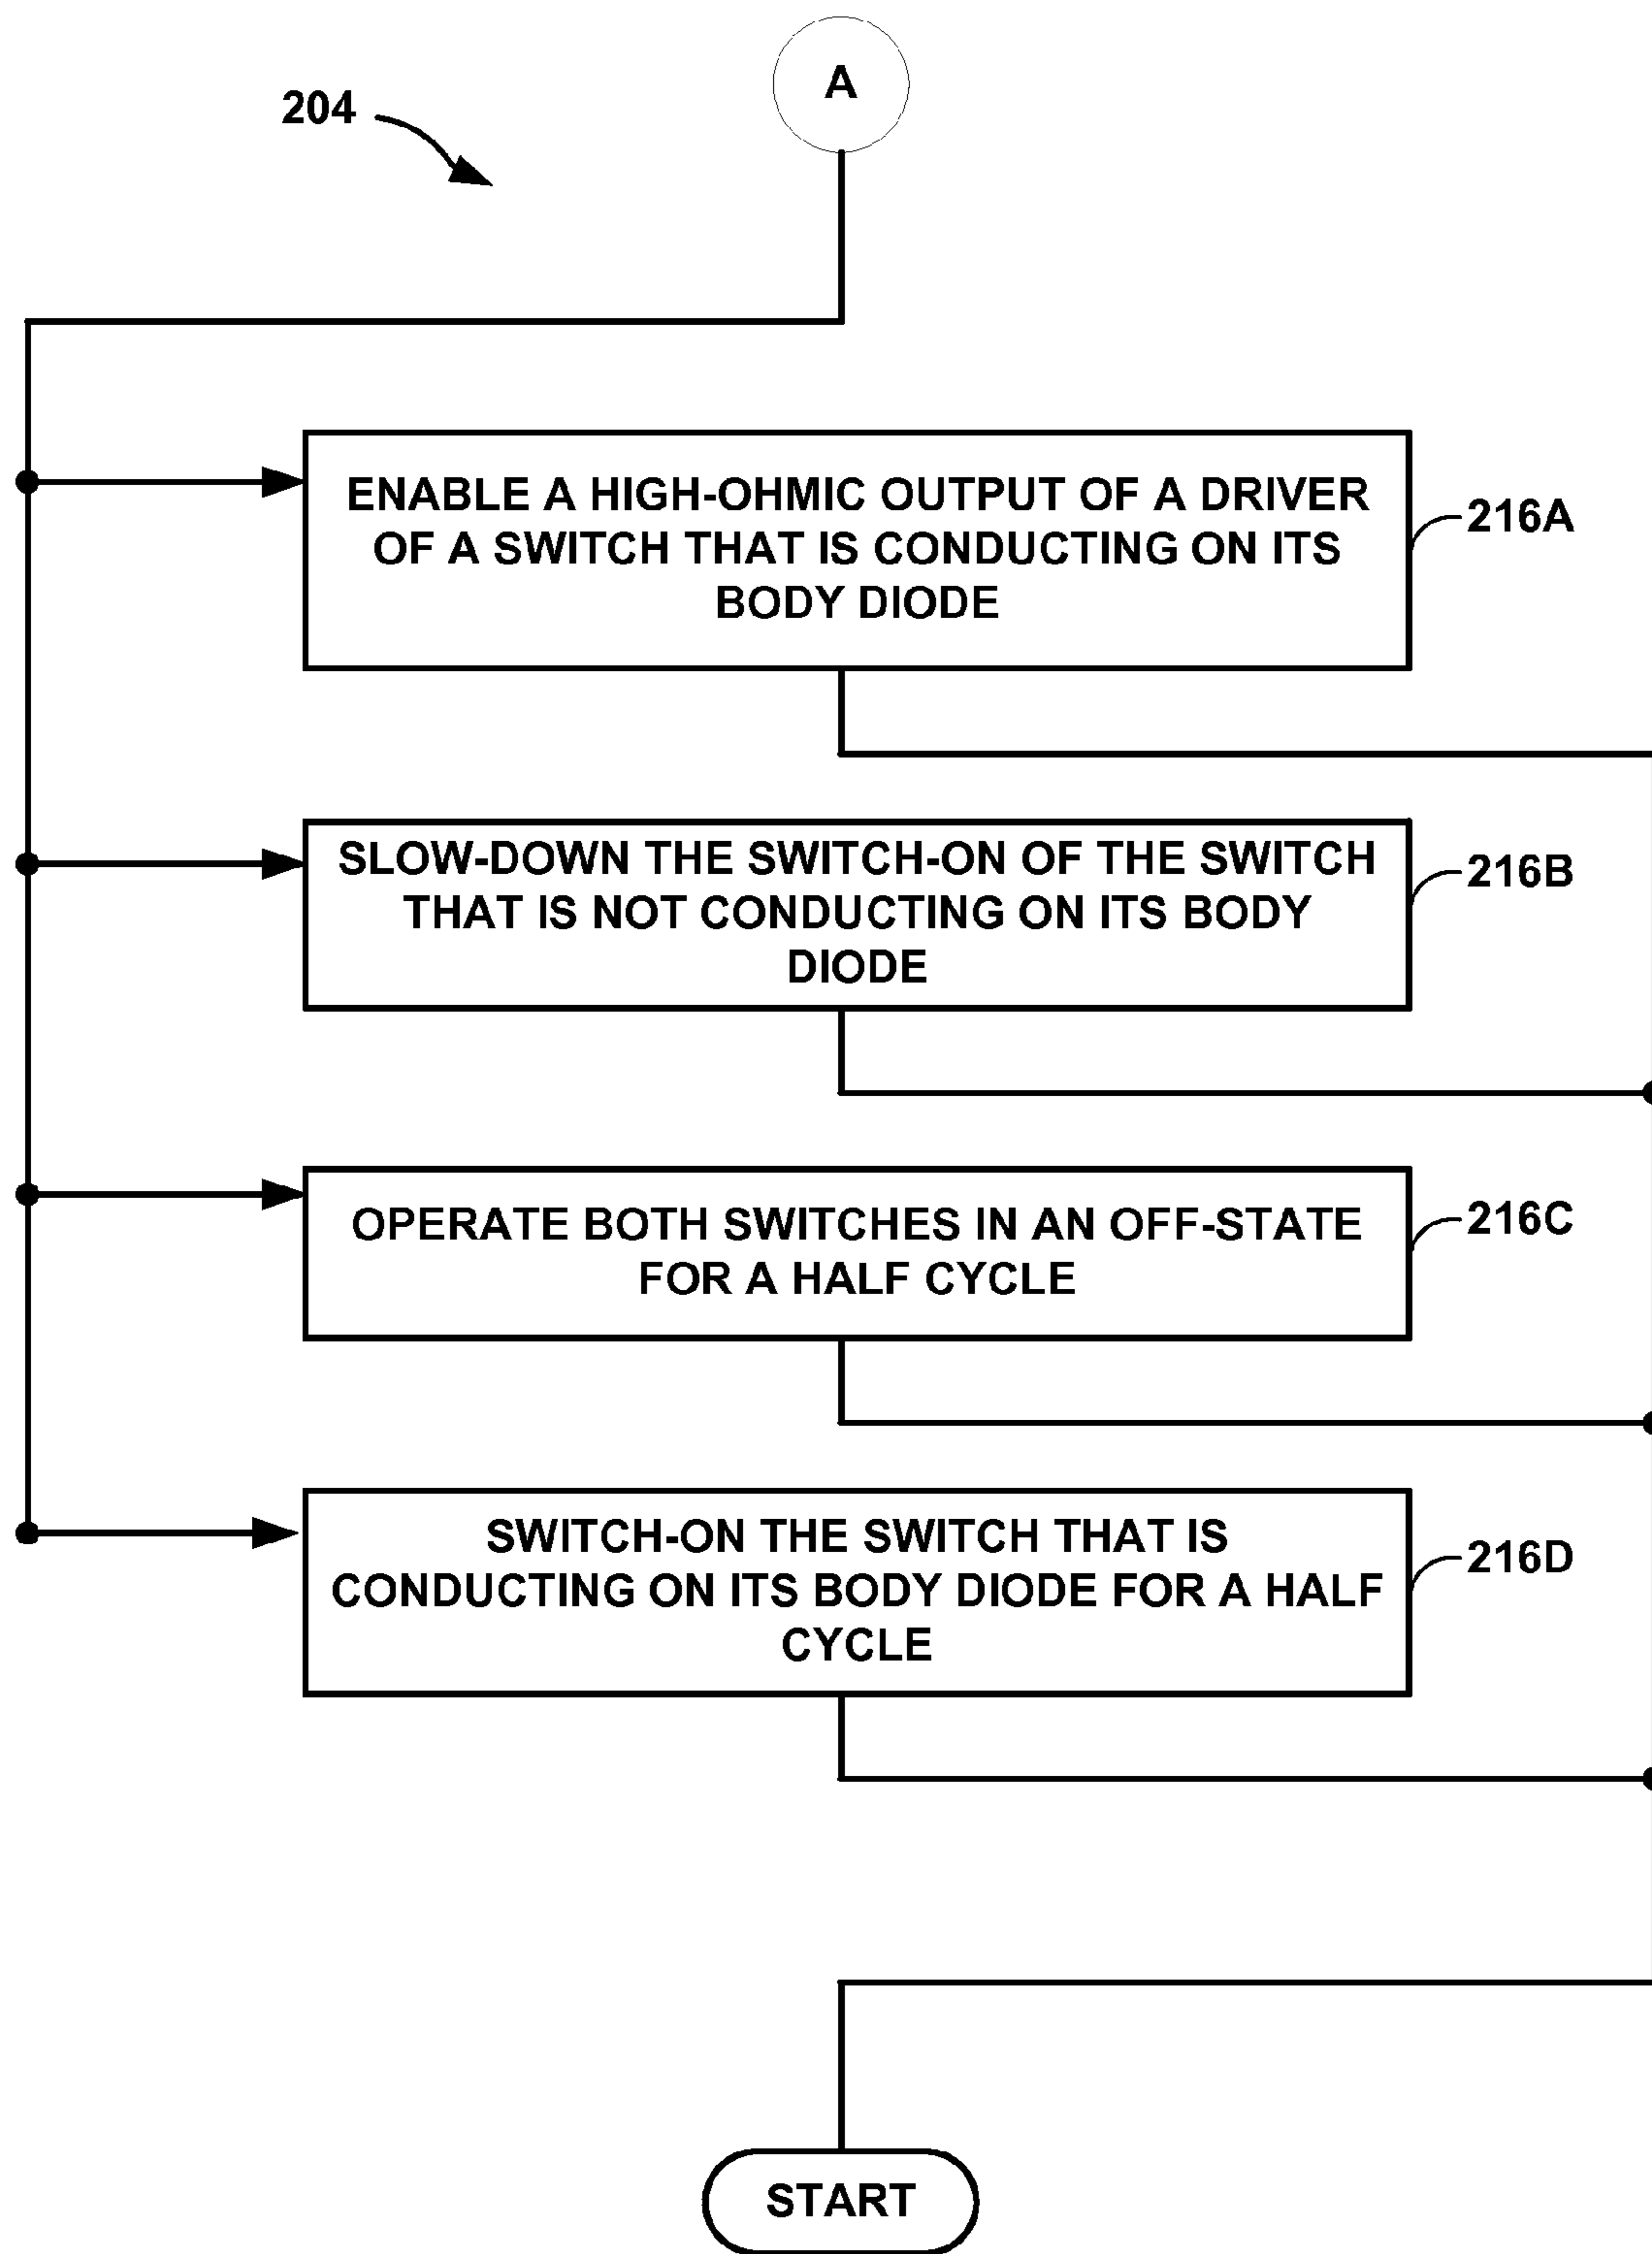 A
204
ENABLE A HIGH-OHMIC OUTPUT OF A DRIVER
OF A SWITCH THAT IS CONDUCTING ON ITS
BODY DIODE
216A
SLOW-DOWN THE SWITCH-ON OF THE SWITCH
THAT IS NOT CONDUCTING ON ITS BODY
DIODE
216B
OPERATE BOTH SWITCHES IN AN OFF-STATE
FOR A HALF CYCLE
216C
SWITCH-ON THE SWITCH THAT IS
CONDUCTING ON ITS BODY DIODE FOR A HALF
CYCLE
216D
START